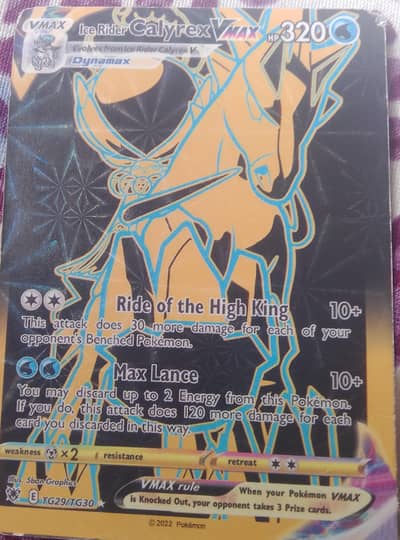 VMAX
Ice Rider Calyrex VMAX HP 320
Evolves from Ice Rider Calyrex V
Dynamax
Ride of the High King 10+
This attack does 30 more damage for each of your
opponent's Benched Pokémon.
Max Lance 10+
You may discard up to 2 Energy from this Pokémon.
If you do, this attack does 120 more damage for each
card you discarded in this way.
weakness ×2 resistance retreat
Illus. 5ban Graphics
E TG29/TG30
VMAX rule
When your Pokémon VMAX
is Knocked Out, your opponent takes 3 Prize cards.
©2022 Pokémon